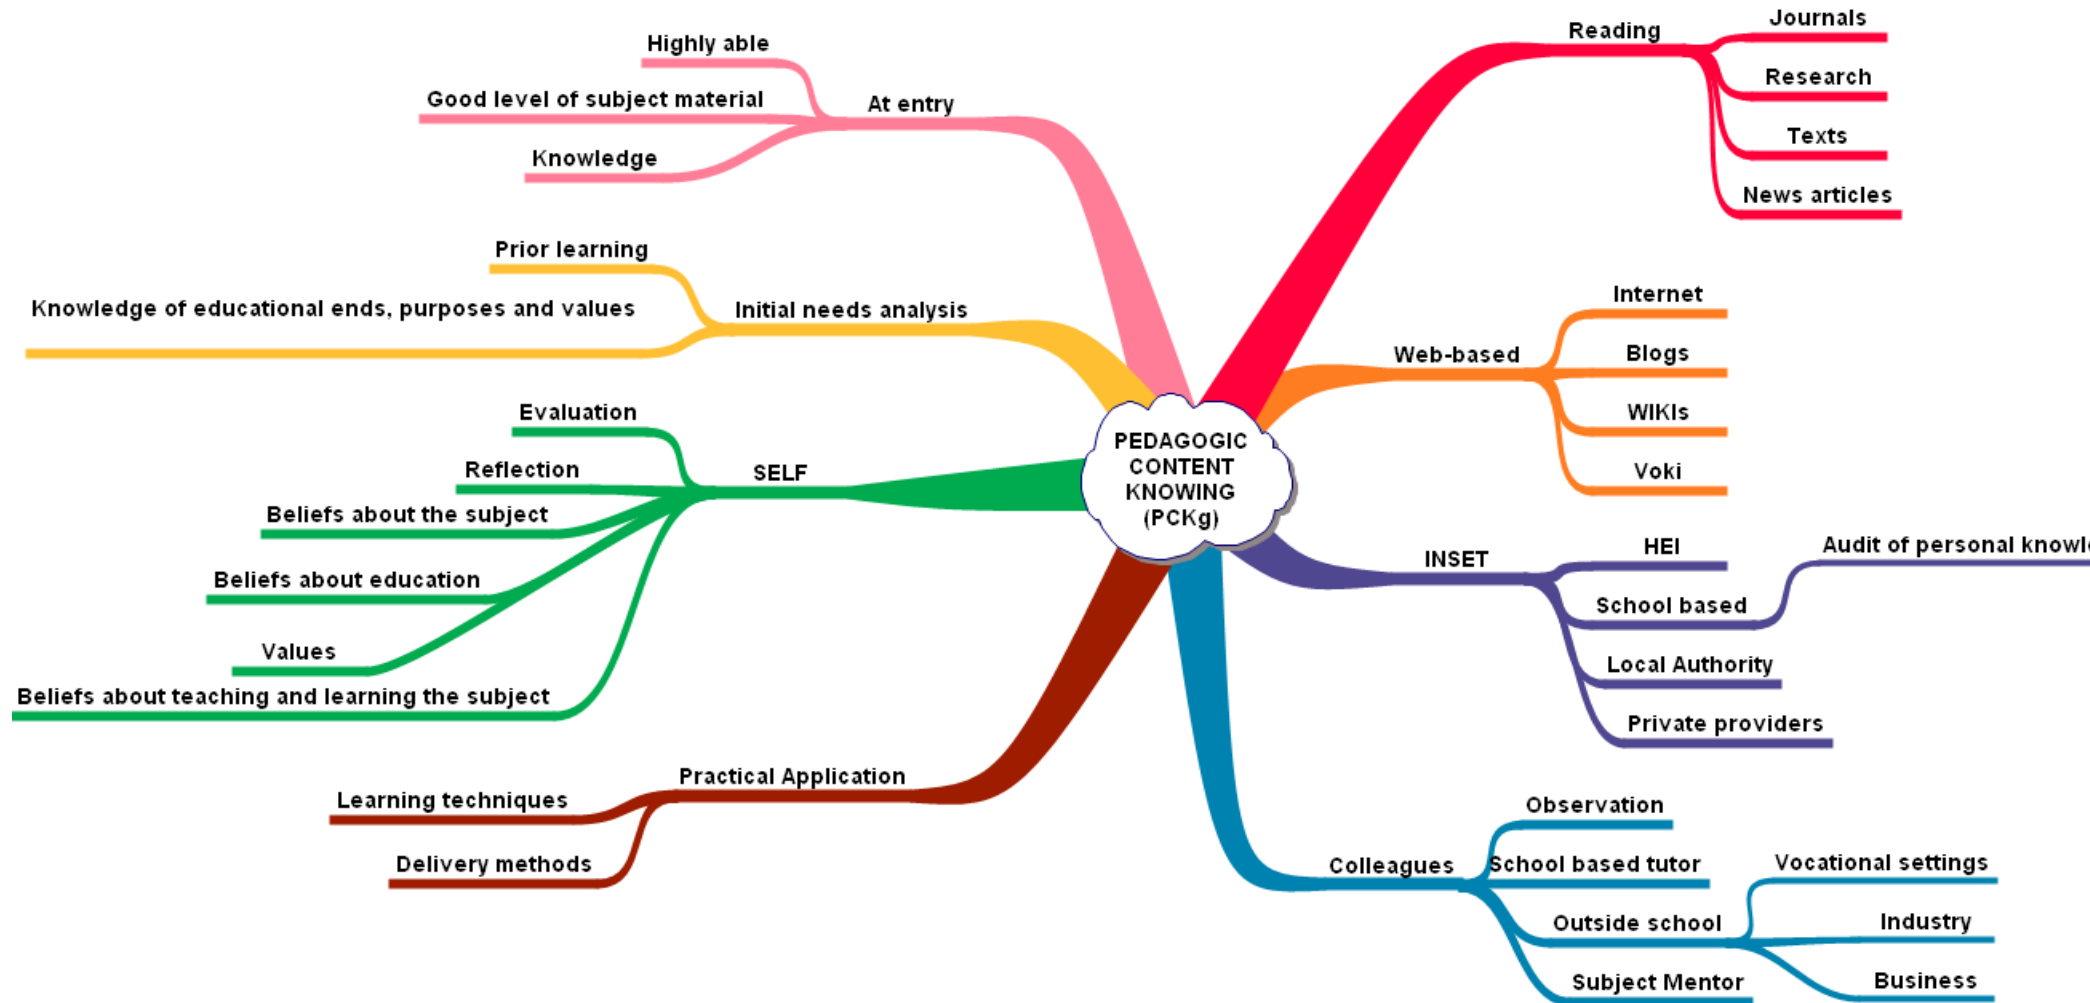 PEDAGOGIC
CONTENT
KNOWING
(PCKg)
Reading
Journals
Research
Texts
News articles
Web-based
Internet
Blogs
WIKIs
Voki
INSET
HEI
School based
Audit of personal
Local Authority
Private providers
Colleagues
Observation
School based tutor
Outside school
Vocational settings
Industry
Business
Subject Mentor
Practical Application
Learning techniques
Delivery methods
SELF
Evaluation
Reflection
Beliefs about the subject
Beliefs about education
Values
Beliefs about teaching and learning the subject
Initial needs analysis
Prior learning
Knowledge of educational ends, purposes and values
At entry
Highly able
Good level of subject material
Knowledge